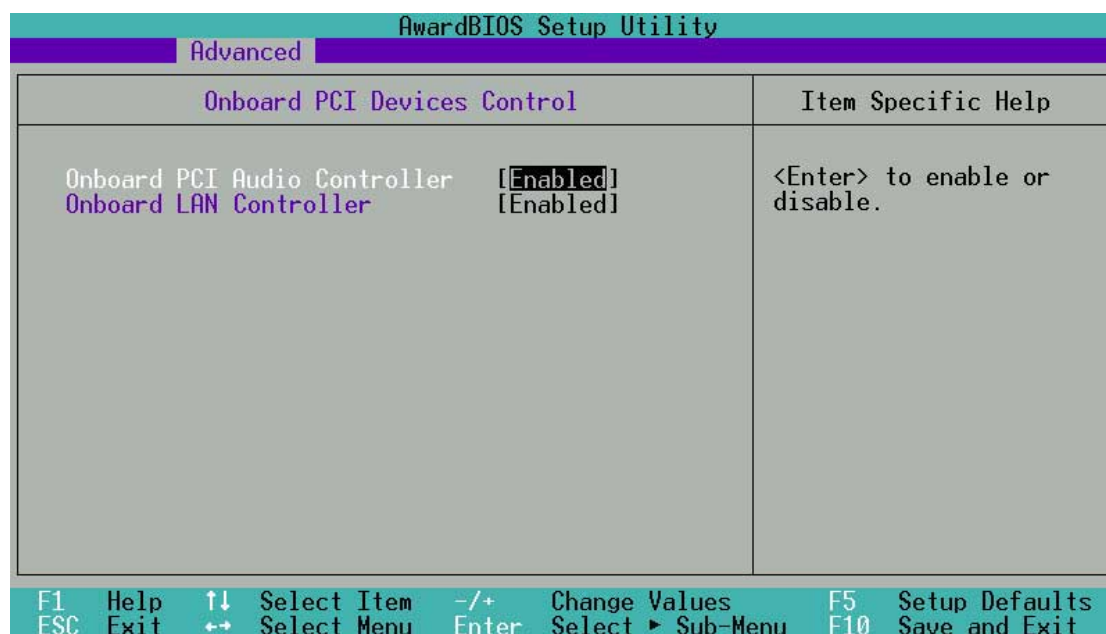 AwardBIOS Setup Utility
Advanced
Onboard PCI Devices Control
Item Specific Help
Onboard PCI Audio Controller [Enabled]
Onboard LAN Controller [Enabled]
<Enter> to enable or
disable.
F1 Help ↑↓ Select Item -/+ Change Values F5 Setup Defaults
ESC Exit ←→ Select Menu Enter Select ► Sub-Menu F10 Save and Exit